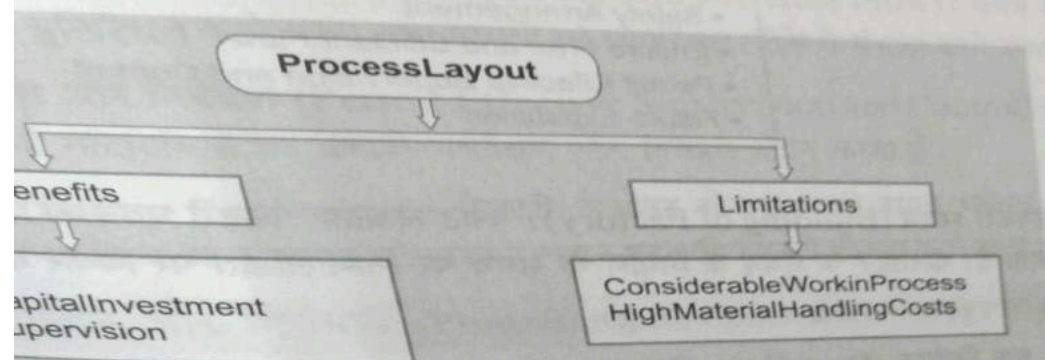 ProcessLayout
enefits
Limitations
apitalInvestment
upervision
ConsiderableWorkinProcess
HighMaterialHandlingCosts